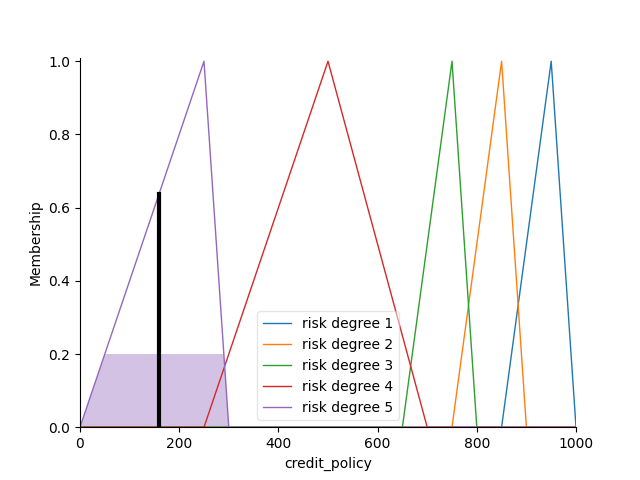 1.0
0.8
0.6
0.4
0.2
0.0
Membership
risk degree 1
risk degree 2
risk degree 3
risk degree 4
risk degree 5
0 200 400 600 800 1000
credit_policy